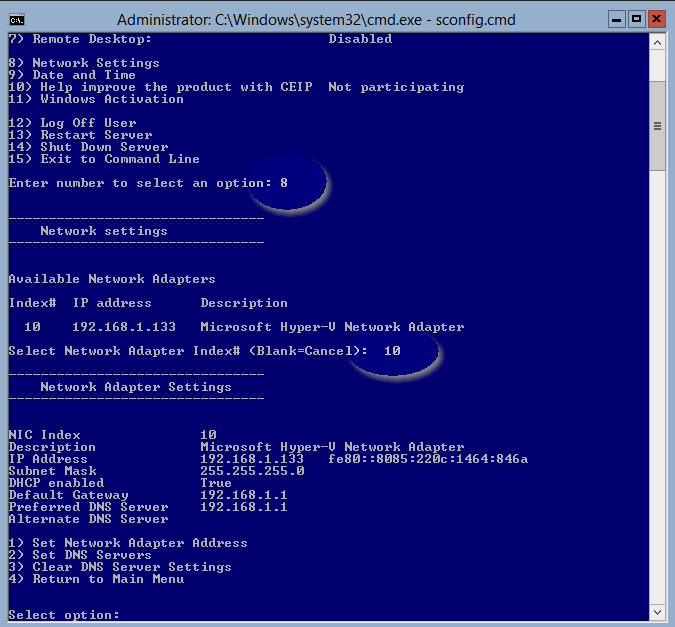 Administrator: C:\Windows\system32\cmd.exe - sconfig.cmd
7) Remote Desktop: Disabled
8) Network Settings
9) Date and Time
10) Help improve the product with CEIP Not participating
11) Windows Activation
12) Log Off User
13) Restart Server
14) Shut Down Server
15) Exit to Command Line
Enter number to select an option: 8
--------------------------------
Network settings
--------------------------------
Available Network Adapters
Index# IP address Description
10 192.168.1.133 Microsoft Hyper-V Network Adapter
Select Network Adapter Index# (Blank=Cancel): 10
--------------------------------
Network Adapter Settings
--------------------------------
NIC Index 10
Description Microsoft Hyper-V Network Adapter
IP Address 192.168.1.133 fe80::8085:220c:1464:846a
Subnet Mask 255.255.255.0
DHCP enabled True
Default Gateway 192.168.1.1
Preferred DNS Server 192.168.1.1
Alternate DNS Server
1) Set Network Adapter Address
2) Set DNS Servers
3) Clear DNS Server Settings
4) Return to Main Menu
Select option: